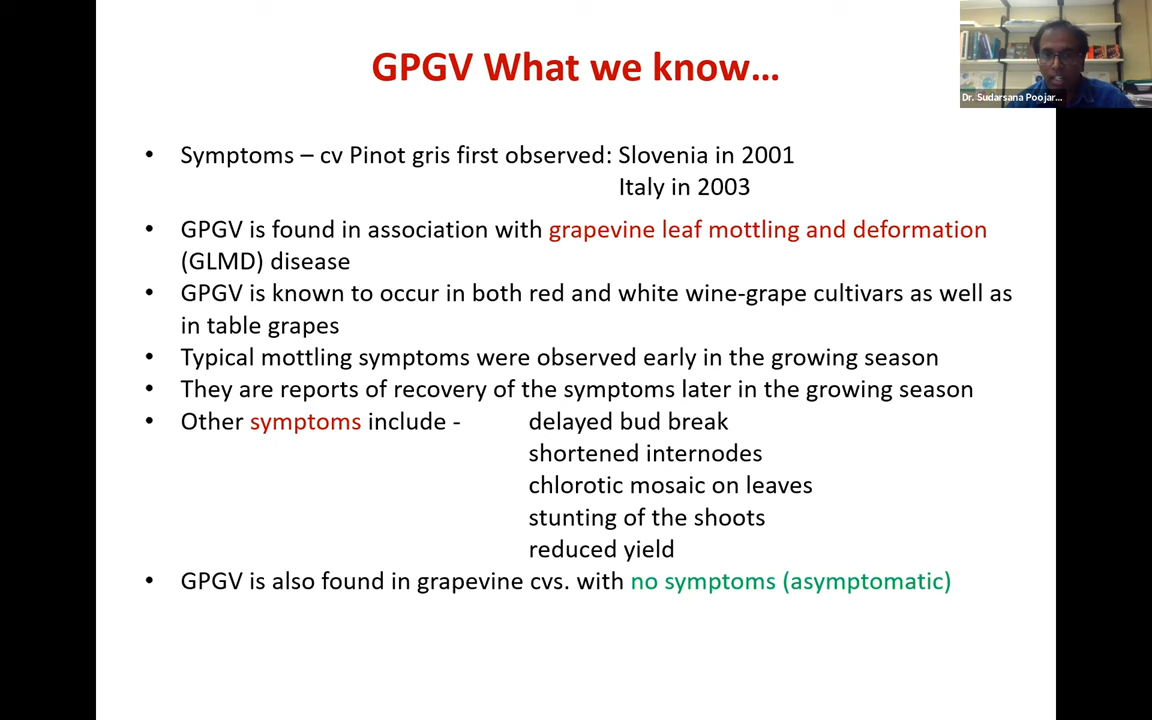 GPGV What we know...
Dr. Sudarsana Poojar...
• Symptoms – cv Pinot gris first observed: Slovenia in 2001
Italy in 2003
• GPGV is found in association with grapevine leaf mottling and deformation
(GLMD) disease
• GPGV is known to occur in both red and white wine-grape cultivars as well as
in table grapes
• Typical mottling symptoms were observed early in the growing season
• They are reports of recovery of the symptoms later in the growing season
• Other symptoms include - delayed bud break
shortened internodes
chlorotic mosaic on leaves
stunting of the shoots
reduced yield
• GPGV is also found in grapevine cvs. with no symptoms (asymptomatic)